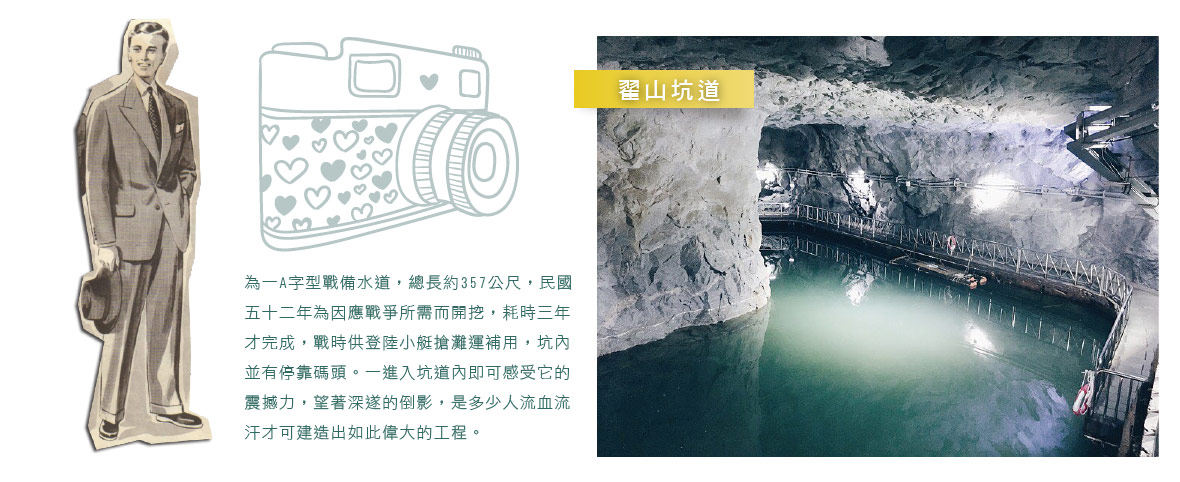 翟山坑道
為一A字型戰備水道，總長約357公尺，民國
五十二年為因應戰爭所需而開挖，耗時三年
才完成，戰時供登陸小艇搶灘運補用，坑內
並有停靠碼頭。一進入坑道內即可感受它的
震撼力，望著深遂的倒影，是多少人流血流
汗才可建造出如此偉大的工程。